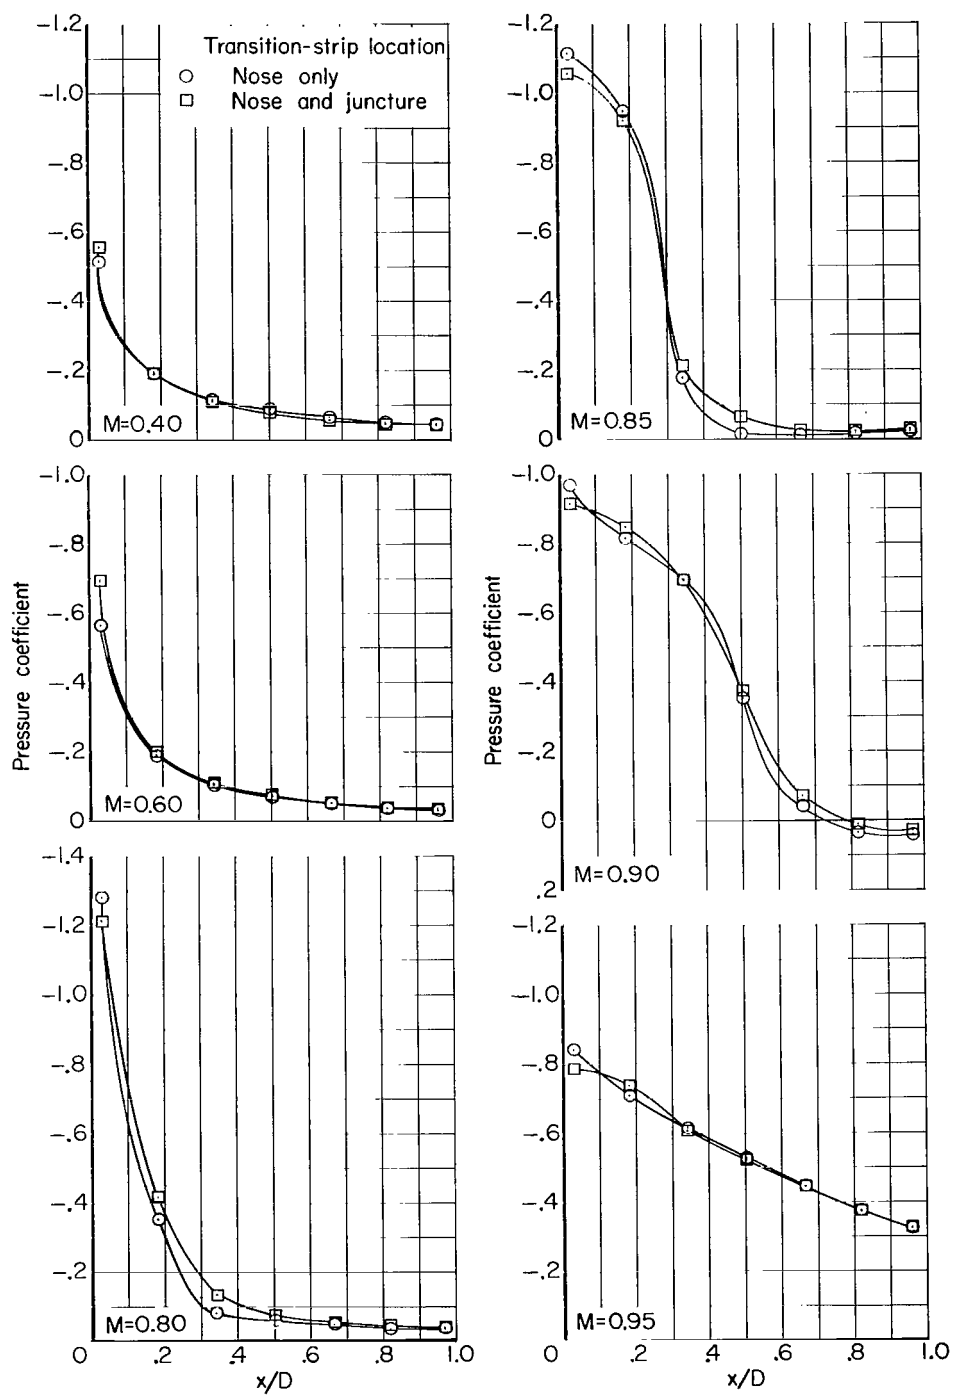 Transition-strip location
Nose only
Nose and juncture
-1.2
-1.0
-.8
-.6
-.4
-.2
0
M=0.40
-1.2
-1.0
-.8
-.6
-.4
-.2
0
M=0.85
Pressure coefficient
-1.0
-.8
-.6
-.4
-.2
0
M=0.60
Pressure coefficient
-1.0
-.8
-.6
-.4
-.2
0
.2
M=0.90
-1.4
-1.2
-1.0
-.8
-.6
-.4
-.2
0 .2 .4 .6 .8 1.0
M=0.80
x/D
-1.2
-1.0
-.8
-.6
-.4
-.2
0
M=0.95
0 .2 .4 .6 .8 1.0
x/D